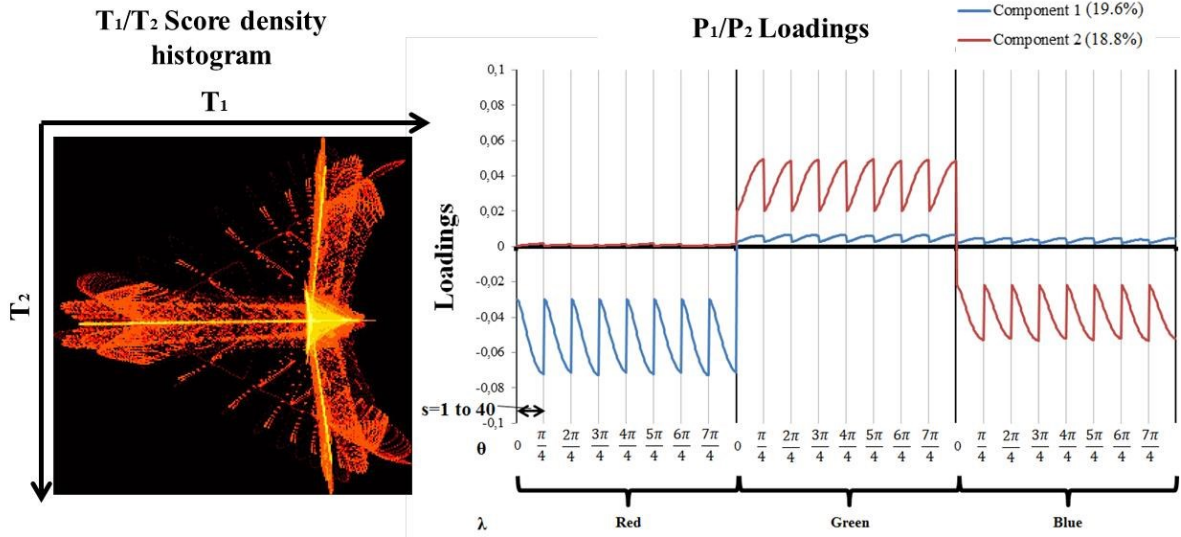 T₁/T₂ Score density
histogram
T₁
T₂
P₁/P₂ Loadings
Component 1 (19.6%)
Component 2 (18.8%)
Loadings
0,1
0,08
0,06
0,04
0,02
0
-0,02
-0,04
-0,06
-0,08
-0,1
s=1 to 40
θ
0 π/4 2π/4 3π/4 4π/4 5π/4 6π/4 7π/4 0 π/4 2π/4 3π/4 4π/4 5π/4 6π/4 7π/4 0 π/4 2π/4 3π/4 4π/4 5π/4 6π/4 7π/4
λ Red Green Blue